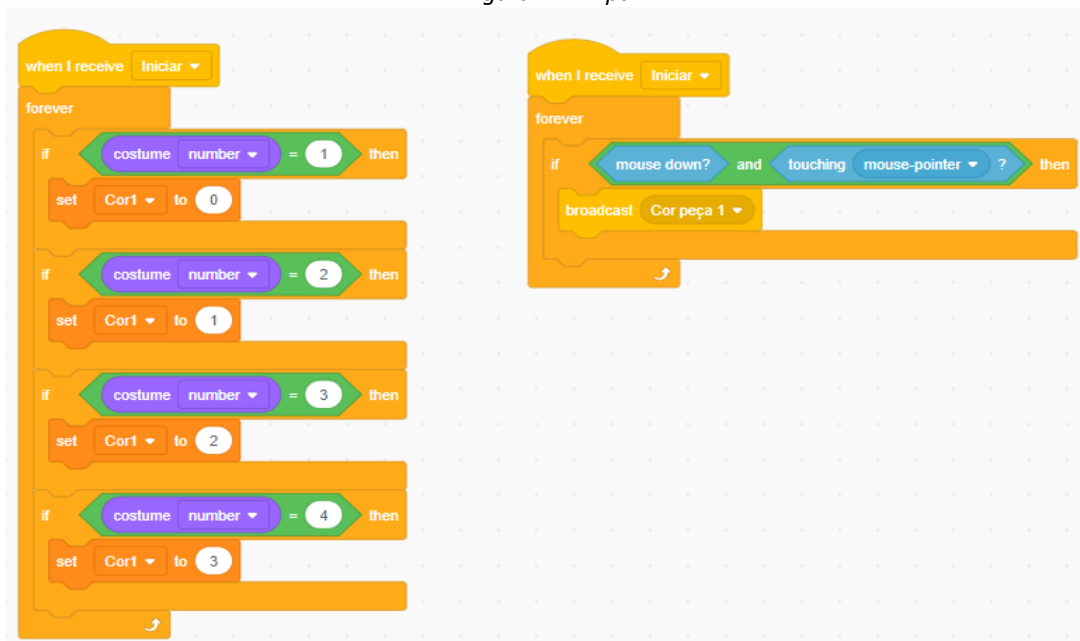 when I receive Iniciar
forever
if costume number = 1 then
set Cor1 to 0
if costume number = 2 then
set Cor1 to 1
if costume number = 3 then
set Cor1 to 2
if costume number = 4 then
set Cor1 to 3
when I receive Iniciar
forever
if mouse down? and touching mouse-pointer ? then
broadcast Cor peça 1